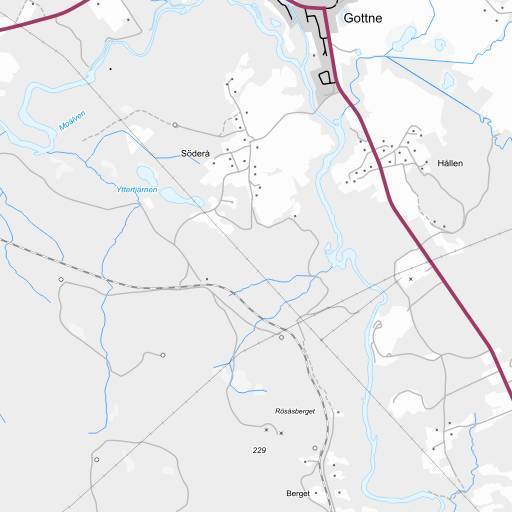 Gottne
Moälven
Söderå
Hällen
Yttertjärnen
Rösåsberget
229
Berget